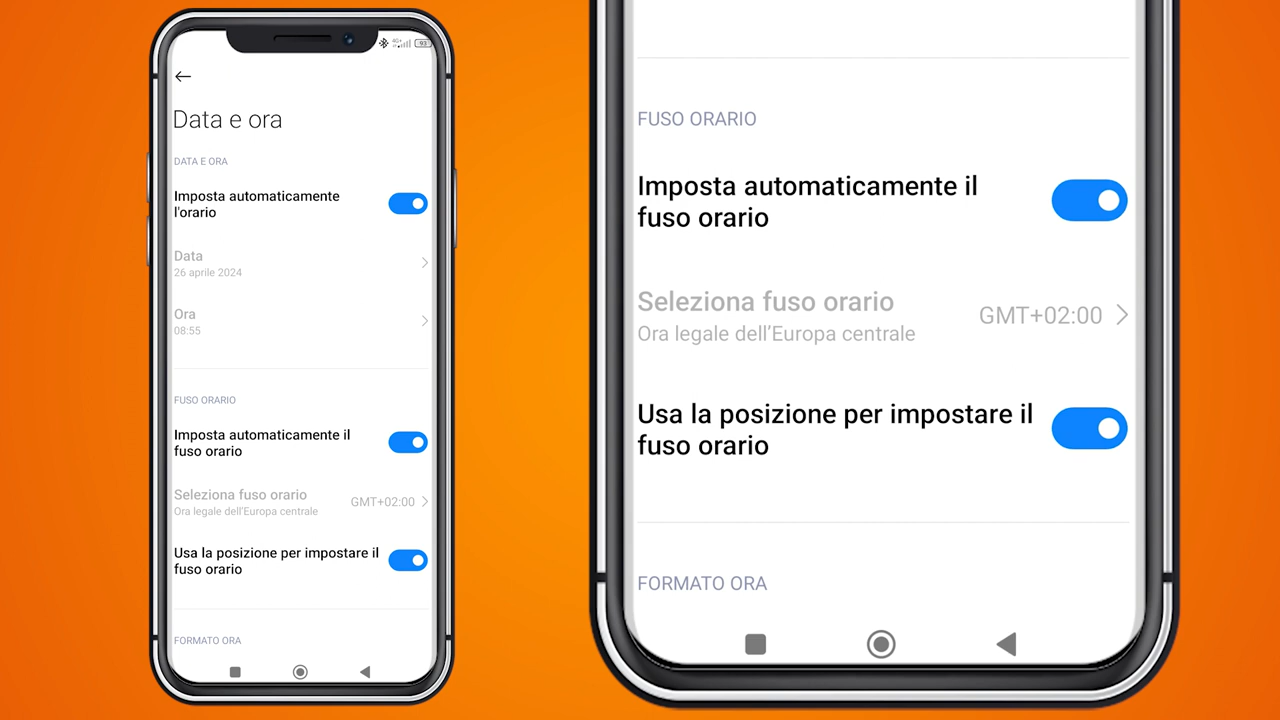 4G+
93
Data e ora
DATA E ORA
Imposta automaticamente
l'orario
Data
26 aprile 2024
Ora
08:55
FUSO ORARIO
Imposta automaticamente il
fuso orario
Seleziona fuso orario
Ora legale dell'Europa centrale
GMT+02:00
Usa la posizione per impostare il
fuso orario
FORMATO ORA
FUSO ORARIO
Imposta automaticamente il
fuso orario
Seleziona fuso orario
Ora legale dell'Europa centrale
GMT+02:00
Usa la posizione per impostare il
fuso orario
FORMATO ORA